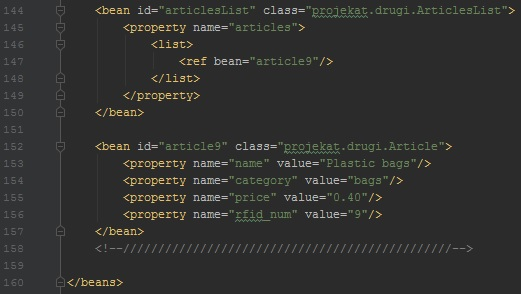 144 <bean id="articlesList" class="projekat.drugi.ArticlesList">
145 <property name="articles">
146 <list>
147 <ref bean="article9"/>
148 </list>
149 </property>
150 </bean>
151
152 <bean id="article9" class="projekat.drugi.Article">
153 <property name="name" value="Plastic bags"/>
154 <property name="category" value="bags"/>
155 <property name="price" value="0.40"/>
156 <property name="rfid_num" value="9"/>
157 </bean>
158 <!--///////////////////////////////////////////////-->
159
160 </beans>